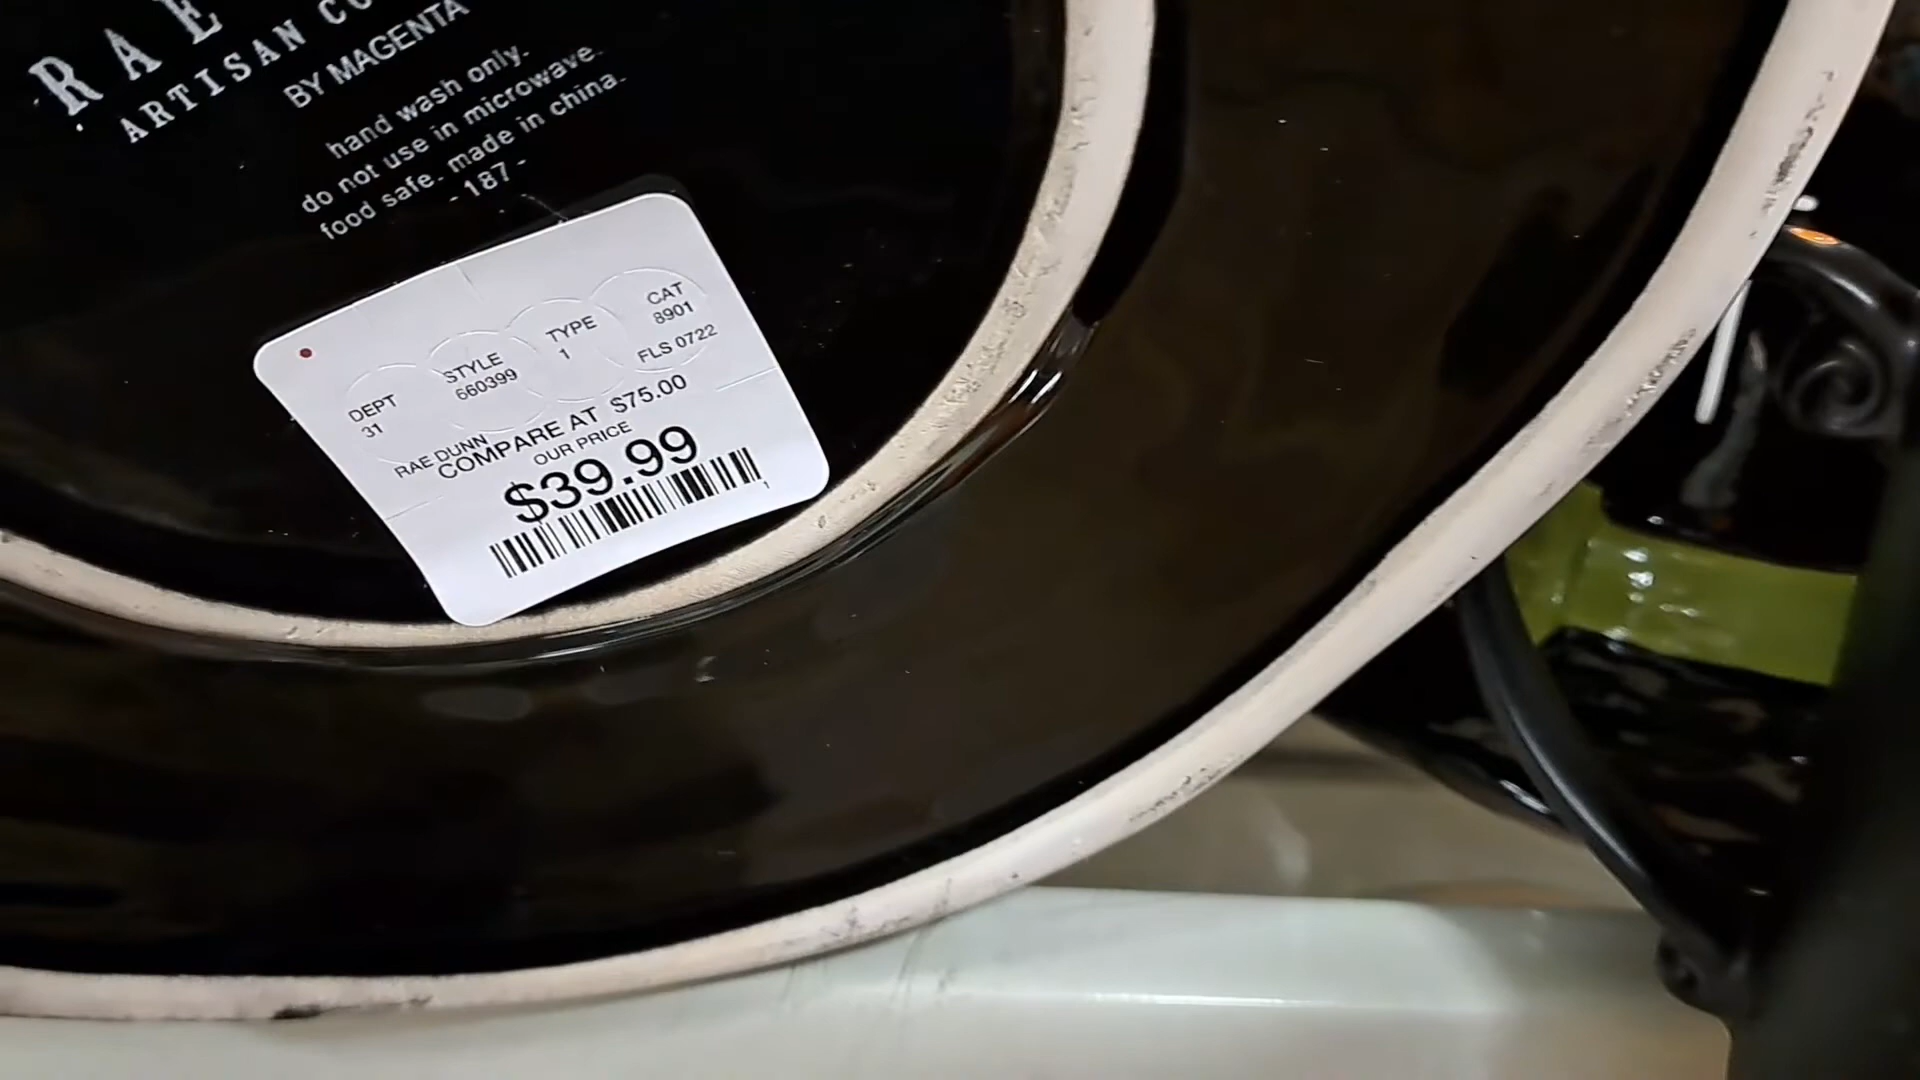 RAE
ARTISAN CO
BY MAGENTA
hand wash only.
do not use in microwave.
food safe. made in china.
- 187 -
DEPT
31
STYLE
660399
TYPE
1
CAT
8901
FLS 0722
RAE DUNN
COMPARE AT $75.00
OUR PRICE
$39.99
1